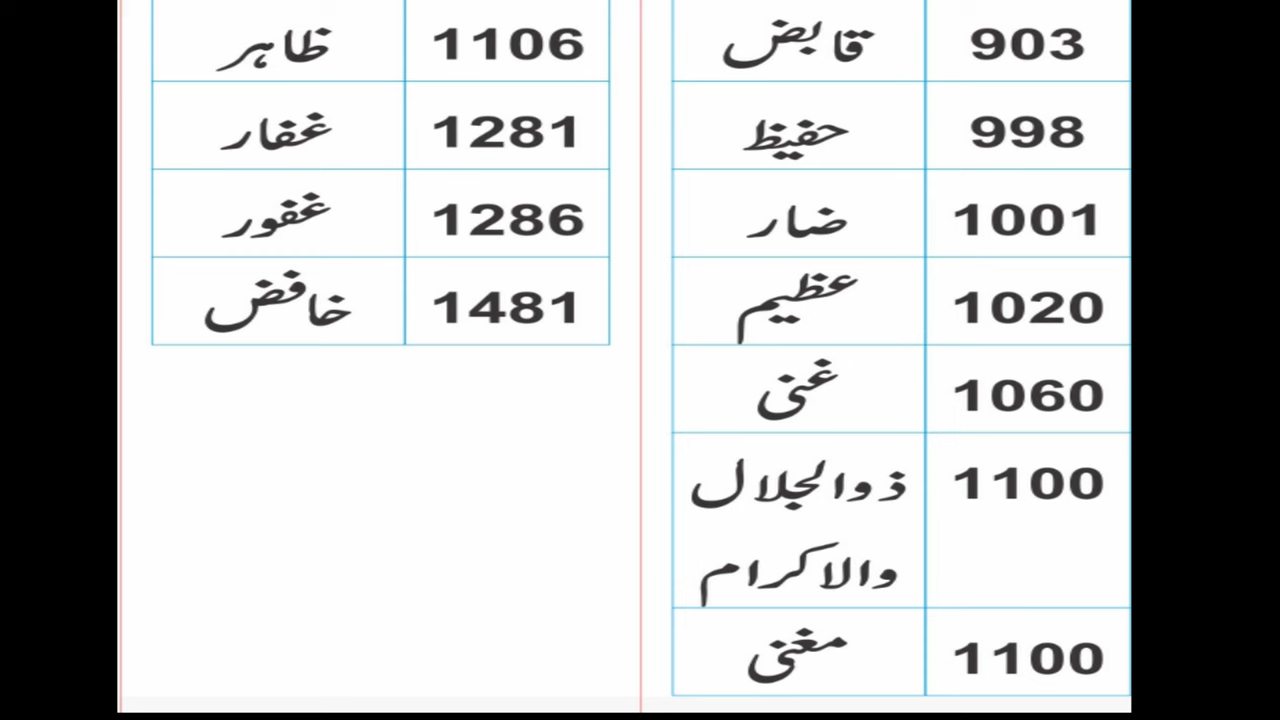 903 قابض
998 حفیظ
1001 ضار
1020 عظیم
1060 غنی
1100 ذوالجلال
والاکرام
1100 مغنی
1106 ظاہر
1281 غفار
1286 غفور
1481 خافض